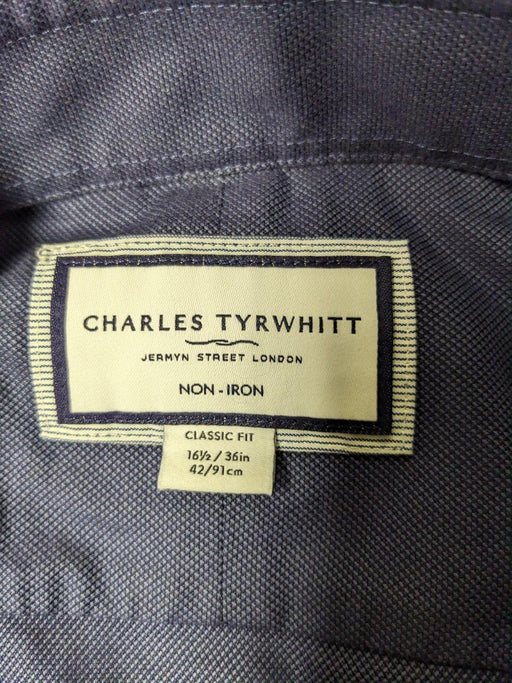 CHARLES TYRWHITT
JERMYN STREET LONDON
NON-IRON
CLASSIC FIT
16½ / 36in
42/91cm